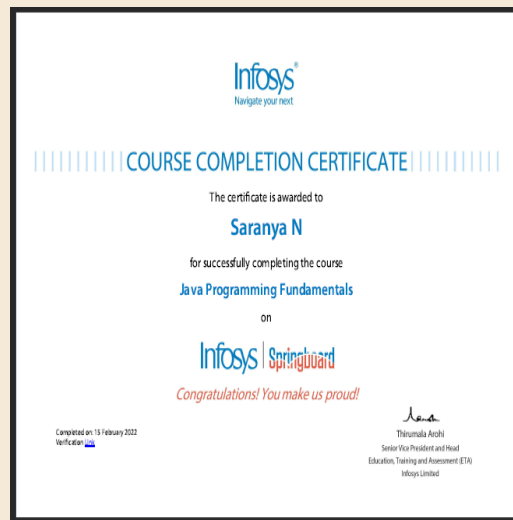 Infosys®
Navigate your next
COURSE COMPLETION CERTIFICATE
The certificate is awarded to
Saranya N
for successfully completing the course
Java Programming Fundamentals
on
Infosys | Springboard
Congratulations! You make us proud!
Completed on: 15 February 2022
Verification Link
Thirumala Arohi
Senior Vice President and Head
Education, Training and Assessment (ETA)
Infosys Limited